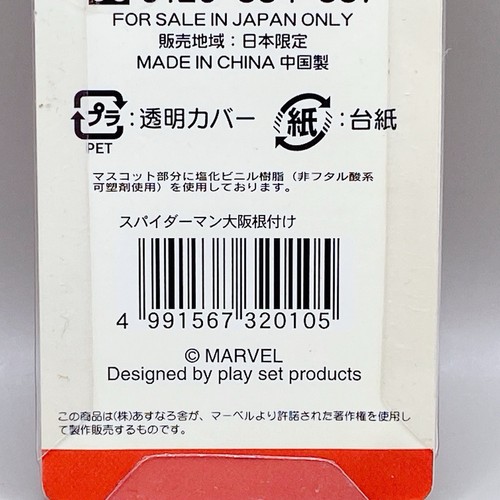 FOR SALE IN JAPAN ONLY
販売地域：日本限定
MADE IN CHINA 中国製
プラ：透明カバー 紙：台紙
PET
マスコット部分に塩化ビニル樹脂（非フタル酸系
可塑剤使用）を使用しております。
スパイダーマン大阪根付け
4 991567 320105
© MARVEL
Designed by play set products
この商品は(株)あすなろ舎が、マーベルより許諾された著作権を使用し
て製作販売するものです。